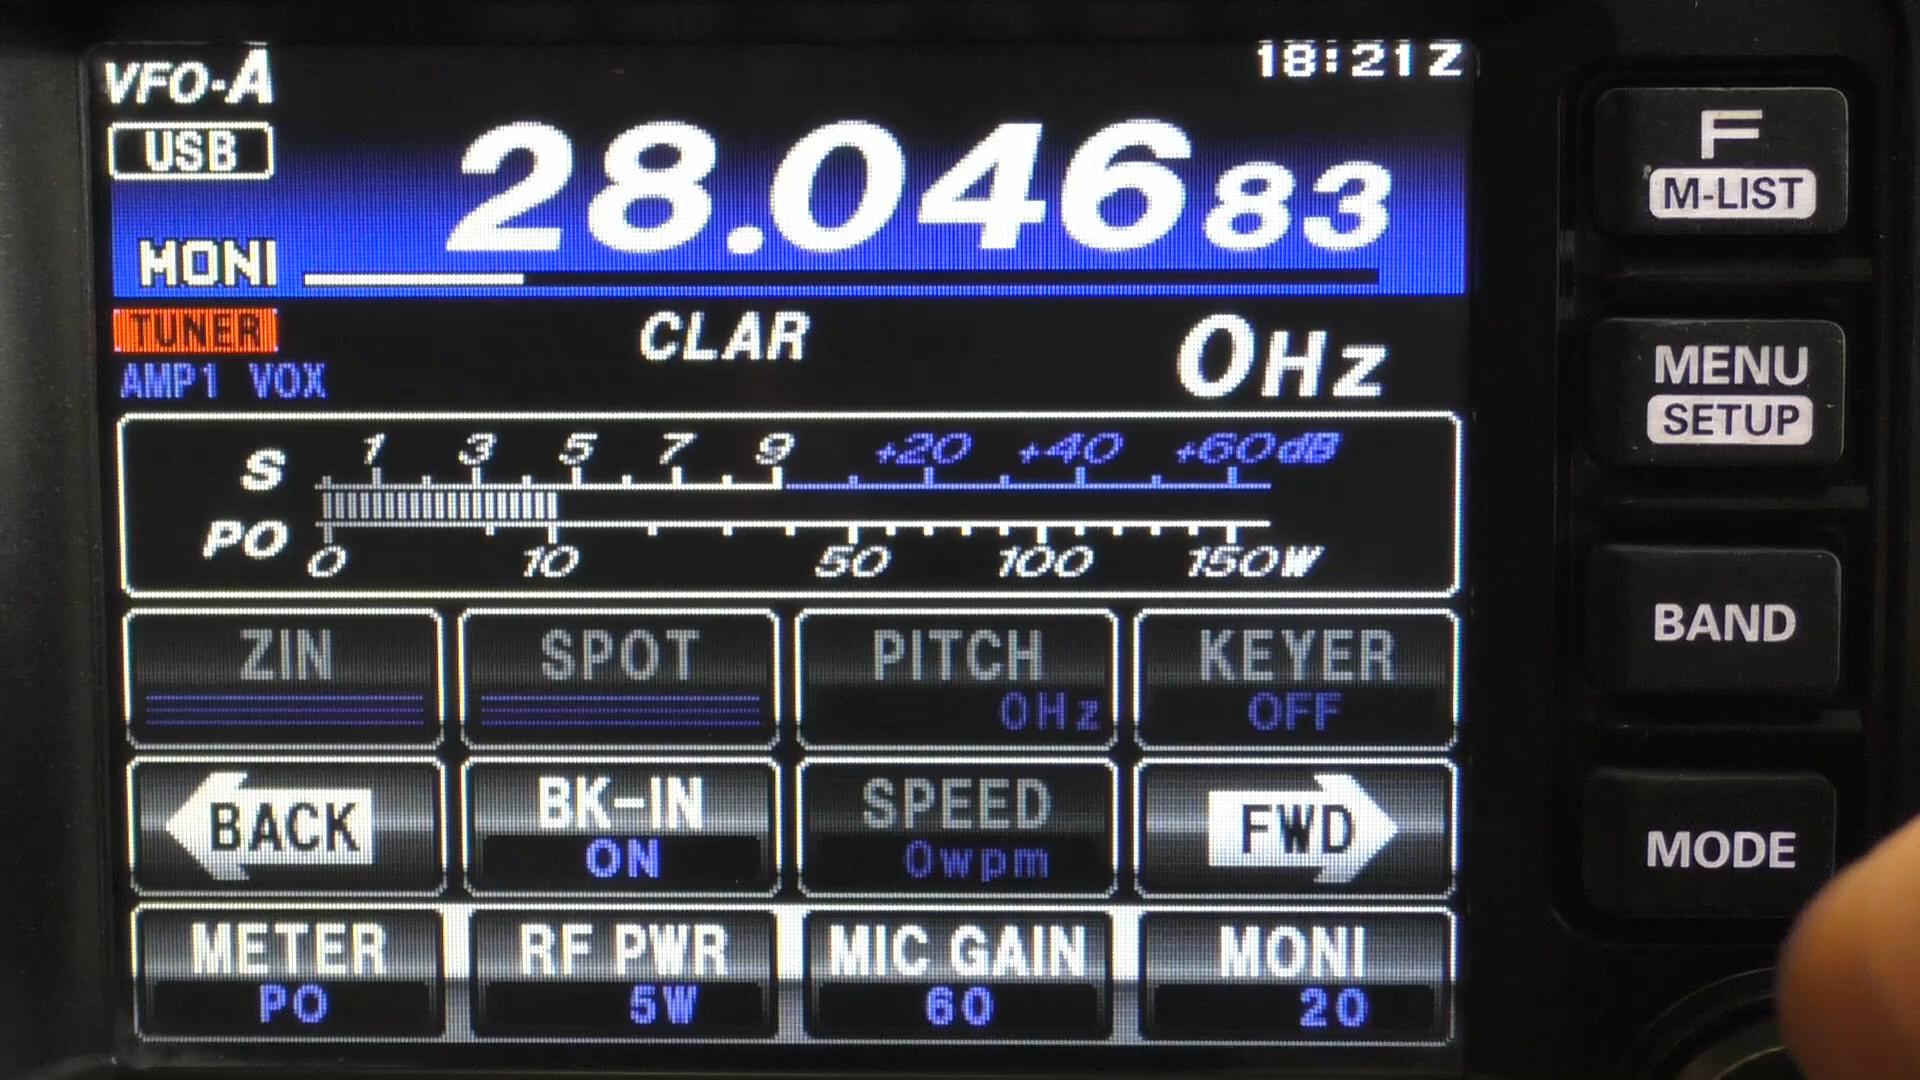 VFO-A
18:21Z
USB
28.04683
MONI
TUNER
CLAR 0Hz
AMP1 VOX
S 1 3 5 7 9 +20 +40 +60dB
PO 0 10 50 100 150W
ZIN SPOT PITCH KEYER
0Hz OFF
BACK BK-IN SPEED FWD
ON 0wpm
METER RF PWR MIC GAIN MONI
PO 5W 60 20
F
M-LIST
MENU
SETUP
BAND
MODE